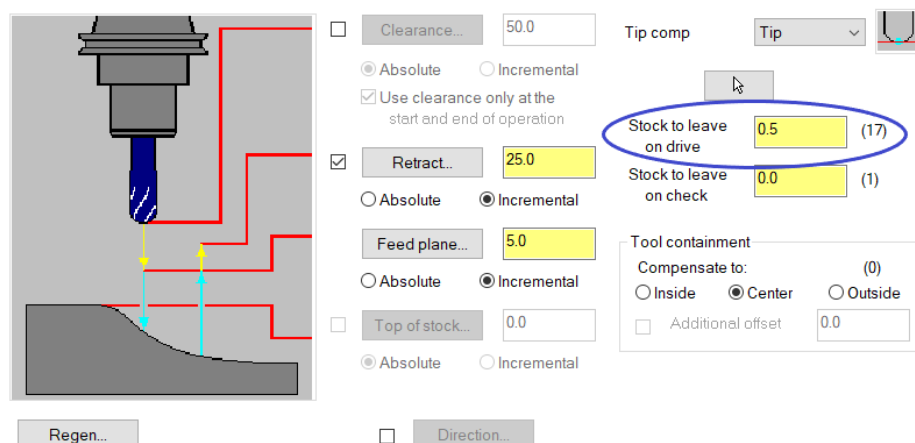 Clearance... 50.0
Absolute Incremental
Use clearance only at the
start and end of operation
Retract... 25.0
Absolute Incremental
Feed plane... 5.0
Absolute Incremental
Top of stock... 0.0
Absolute Incremental
Tip comp Tip
Stock to leave
on drive 0.5 (17)
Stock to leave
on check 0.0 (1)
Tool containment
Compensate to: (0)
Inside Center Outside
Additional offset 0.0
Regen... Direction...